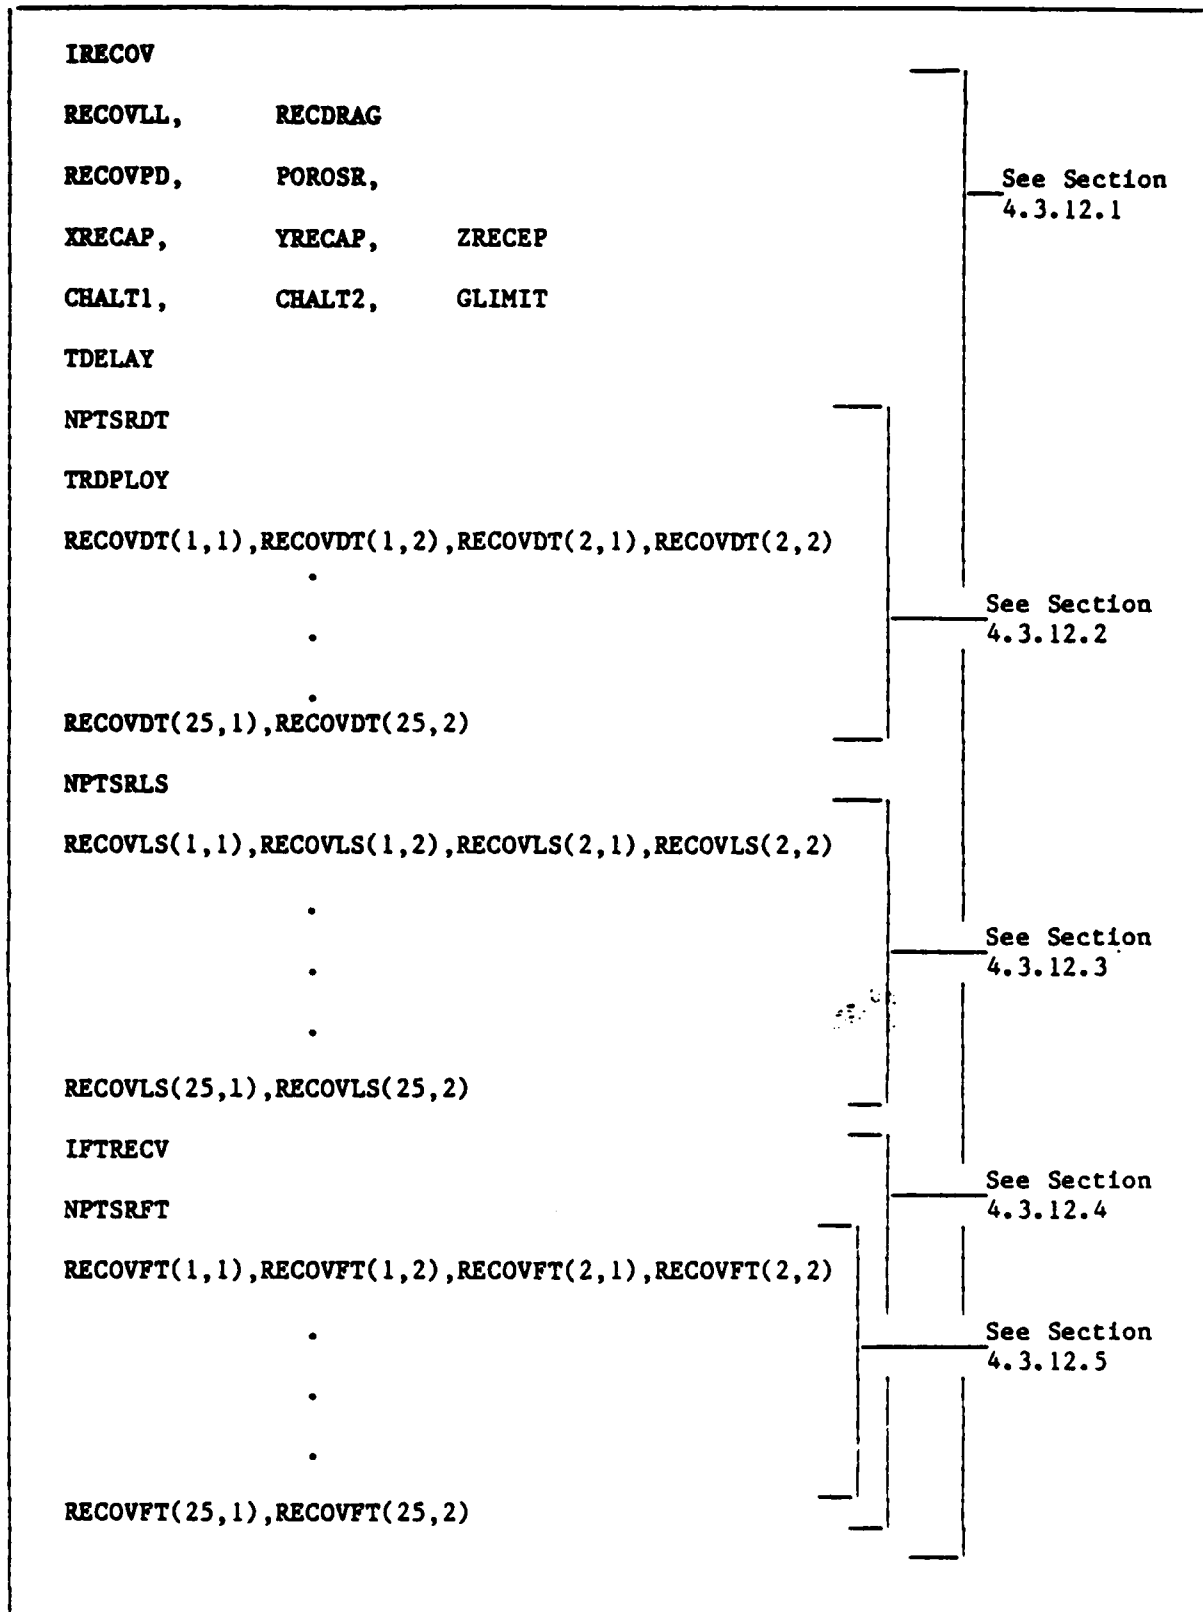 IRECOV
RECOVLL, RECDRAG
RECOVPD, POROSR,
See Section
4.3.12.1
XRECAP, YRECAP, ZRECEP
CHALT1, CHALT2, GLIMIT
TDELAY
NPTSRDT
TRDPLOY
RECOVDT(1,1),RECOVDT(1,2),RECOVDT(2,1),RECOVDT(2,2)
.
See Section
4.3.12.2
.
.
RECOVDT(25,1),RECOVDT(25,2)
NPTSRLS
RECOVLS(1,1),RECOVLS(1,2),RECOVLS(2,1),RECOVLS(2,2)
.
See Section
4.3.12.3
.
.
RECOVLS(25,1),RECOVLS(25,2)
IFTRECV
See Section
4.3.12.4
NPTSRFT
RECOVFT(1,1),RECOVFT(1,2),RECOVFT(2,1),RECOVFT(2,2)
.
See Section
4.3.12.5
.
.
RECOVFT(25,1),RECOVFT(25,2)